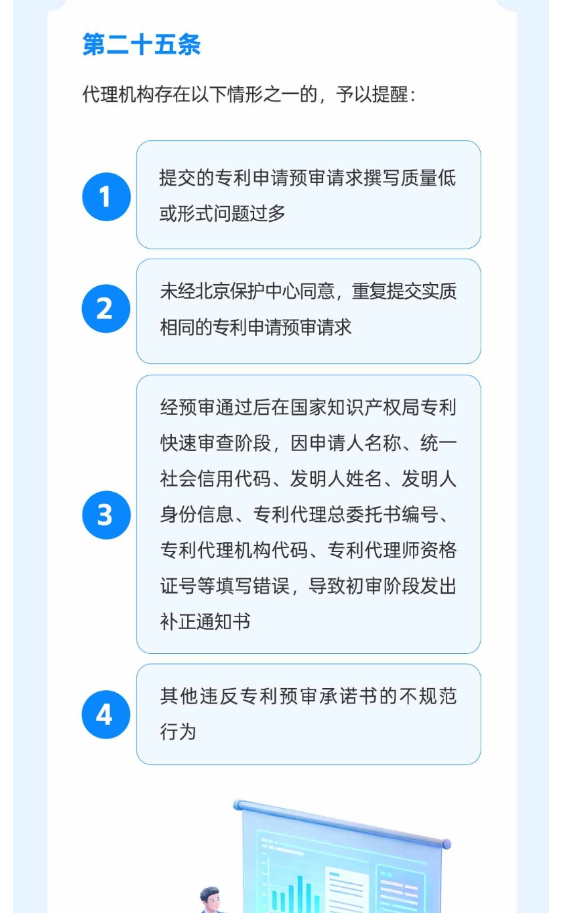 第二十五条
代理机构存在以下情形之一的，予以提醒：
1
提交的专利申请预审请求撰写质量低
或形式问题过多
2
未经北京保护中心同意，重复提交实质
相同的专利申请预审请求
3
经预审通过后在国家知识产权局专利
快速审查阶段，因申请人名称、统一
社会信用代码、发明人姓名、发明人
身份信息、专利代理总委托书编号、
专利代理机构代码、专利代理师资格
证号等填写错误，导致初审阶段发出
补正通知书
4
其他违反专利预审承诺书的不规范
行为